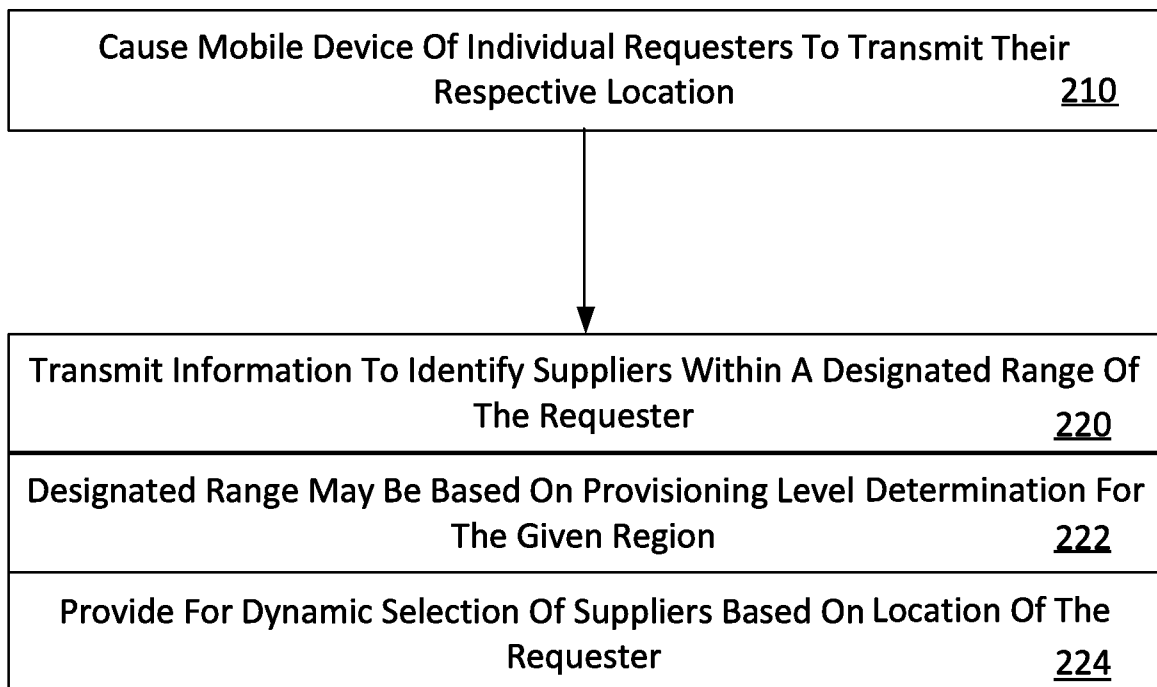 Cause Mobile Device Of Individual Requesters To Transmit Their
Respective Location 210
Transmit Information To Identify Suppliers Within A Designated Range Of
The Requester 220
Designated Range May Be Based On Provisioning Level Determination For
The Given Region 222
Provide For Dynamic Selection Of Suppliers Based On Location Of The
Requester 224